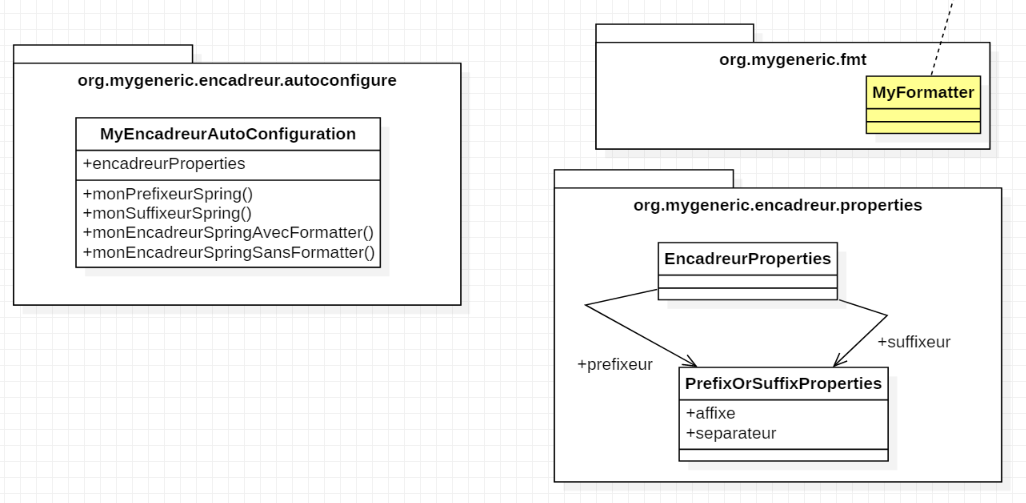 org.mygeneric.encadreur.autoconfigure
MyEncadreurAutoConfiguration
+encadreurProperties
+monPrefixeurSpring()
+monSuffixeurSpring()
+monEncadreurSpringAvecFormatter()
+monEncadreurSpringSansFormatter()
org.mygeneric.fmt
MyFormatter
org.mygeneric.encadreur.properties
EncadreurProperties
+prefixeur
+suffixeur
PrefixOrSuffixProperties
+affixe
+separateur